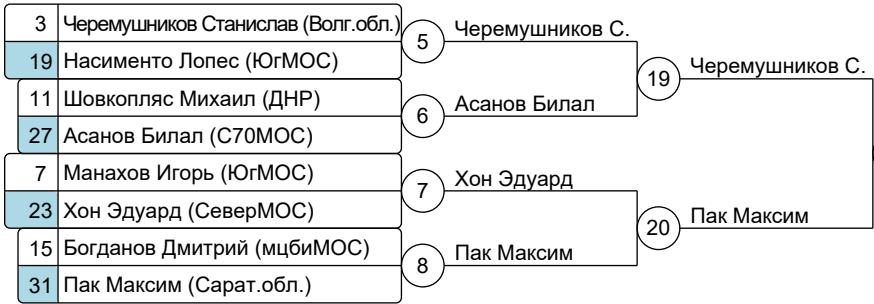 3 Черемушников Станислав (Волг.обл.)
19 Насименто Лопес (ЮгМОС)
11 Шовкопляс Михаил (ДНР)
27 Асанов Билал (С70МОС)
7 Манахов Игорь (ЮгМОС)
23 Хон Эдуард (СеверМОС)
15 Богданов Дмитрий (мцбиМОС)
31 Пак Максим (Сарат.обл.)
5 Черемушников С.
6 Асанов Билал
7 Хон Эдуард
8 Пак Максим
19 Черемушников С.
20 Пак Максим